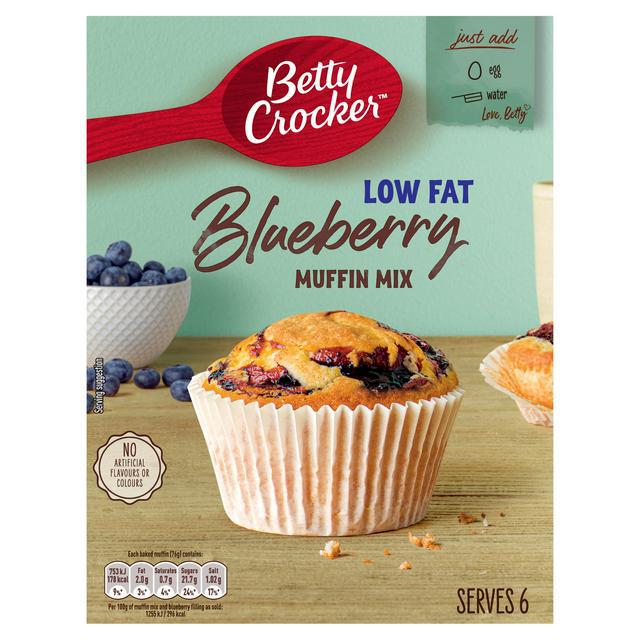 just add
egg
water
Love, Betty
Betty
Crocker™
LOW FAT
Blueberry
MUFFIN MIX
Serving suggestion
NO
ARTIFICIAL
FLAVOURS OR
COLOURS
Each baked muffin (76g) contains:
753 kJ
178 kcal
9%*
Fat
2.0g
3%*
Saturates
0.7g
4%*
Sugars
21.7g
24%*
Salt
1.02g
17%*
Per 100g of muffin mix and blueberry filling as sold:
1255 kJ / 296 kcal
SERVES 6